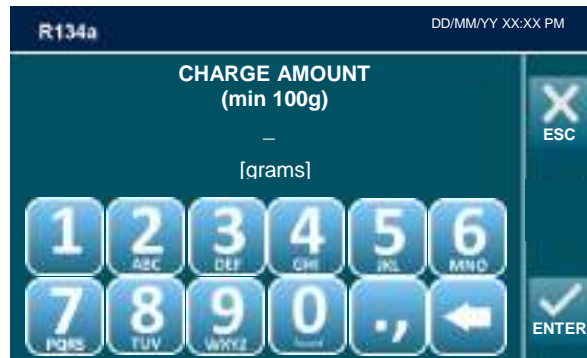 R134a DD/MM/YY XX:XX PM
CHARGE AMOUNT
(min 100g)
_
[grams]
ESC
1 2 3 4 5 6
ABC DEF GHI JKL MNO
7 8 9 0 .,
PQRS TUV WXYZ
ENTER